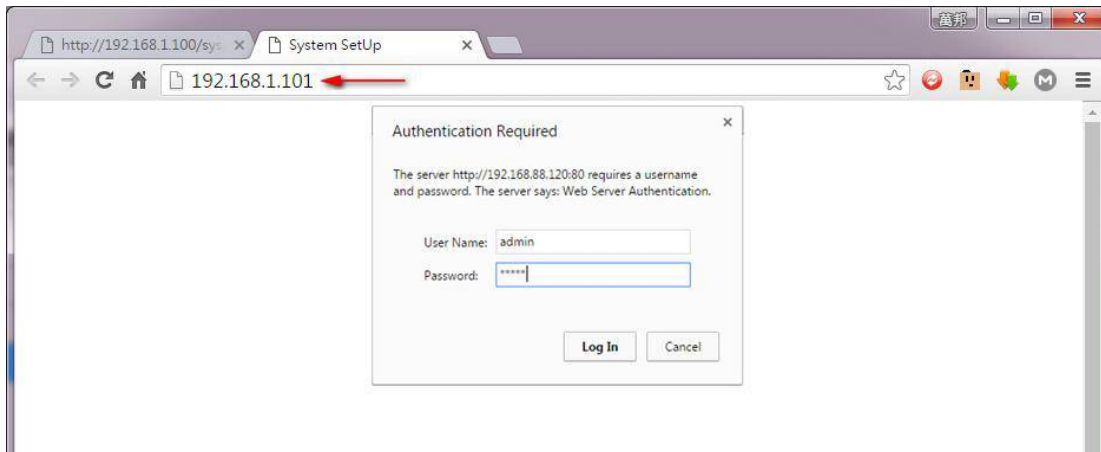 萬邦
http://192.168.1.100/sys
System SetUp
192.168.1.101
Authentication Required
The server http://192.168.88.120:80 requires a username
and password. The server says: Web Server Authentication.
User Name: admin
Password: *****
Log In Cancel